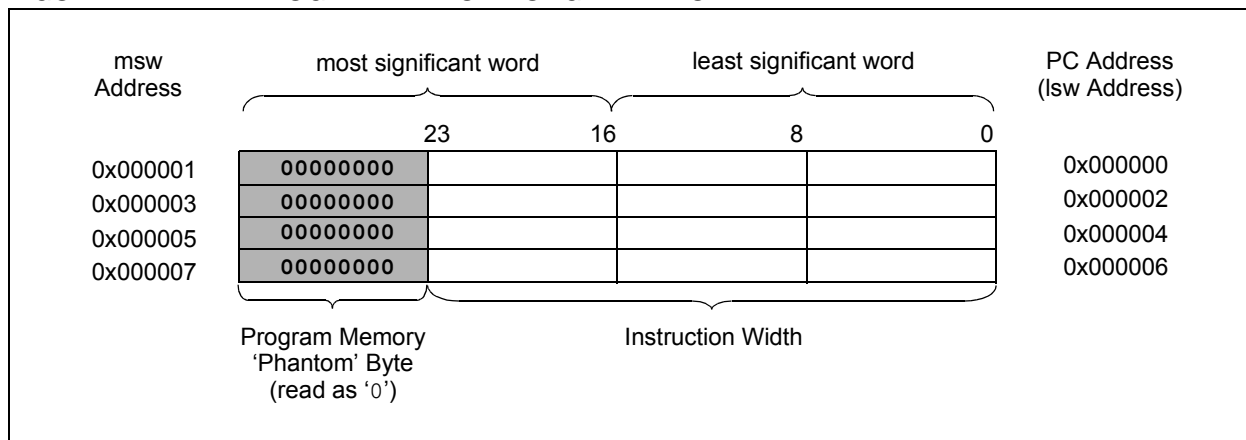 msw
Address
most significant word
least significant word
PC Address
(lsw Address)
23 16 8 0
0x000001 00000000 0x000000
0x000003 00000000 0x000002
0x000005 00000000 0x000004
0x000007 00000000 0x000006
Program Memory
‘Phantom’ Byte
(read as ‘0’)
Instruction Width